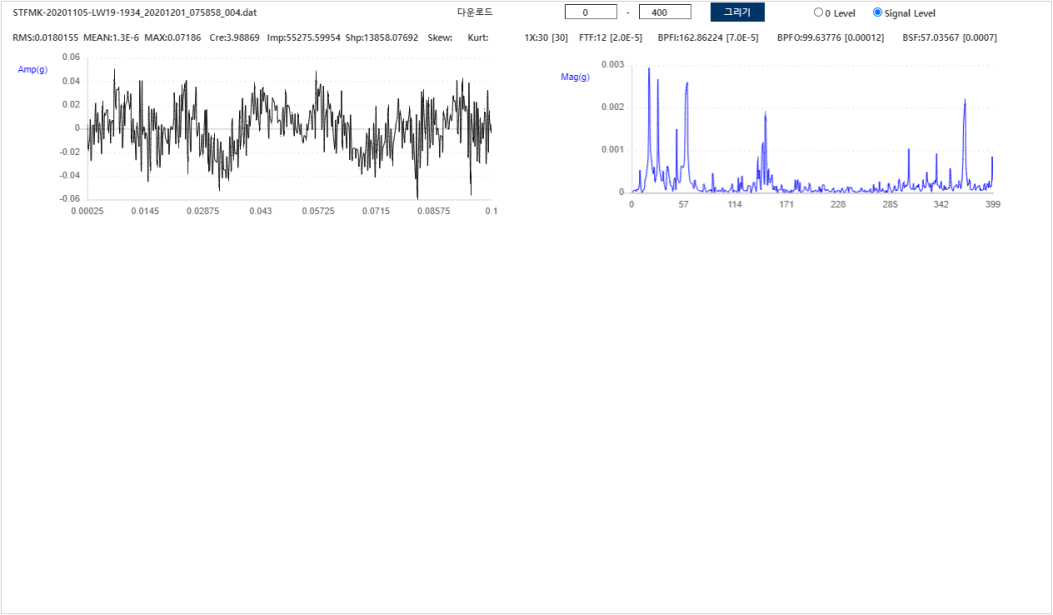 STFMK-20201105-LW19-1934_20201201_075858_004.dat 다운로드 0 - 400 그리기 0 Level Signal Level
RMS:0.0180155 MEAN:1.3E-6 MAX:0.07186 Cre:3.98869 Imp:55275.59954 Shp:13858.07692 Skew: Kurt: 1X:30 [30] FTF:12 [2.0E-5] BPFI:162.86224 [7.0E-5] BPFO:99.63776 [0.00012] BSF:57.03567 [0.0007]
Amp(g)
0.06
0.04
0.02
0
-0.02
-0.04
-0.06
0.00025 0.0145 0.02875 0.043 0.05725 0.0715 0.08575 0.1
Mag(g)
0.003
0.002
0.001
0
0 57 114 171 228 285 342 399